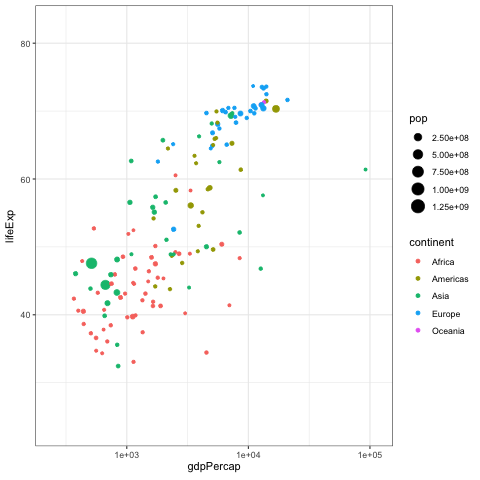 80
60
40
lifeExp
1e+03
1e+04
1e+05
gdpPercap
pop
2.50e+08
5.00e+08
7.50e+08
1.00e+09
1.25e+09
continent
Africa
Americas
Asia
Europe
Oceania